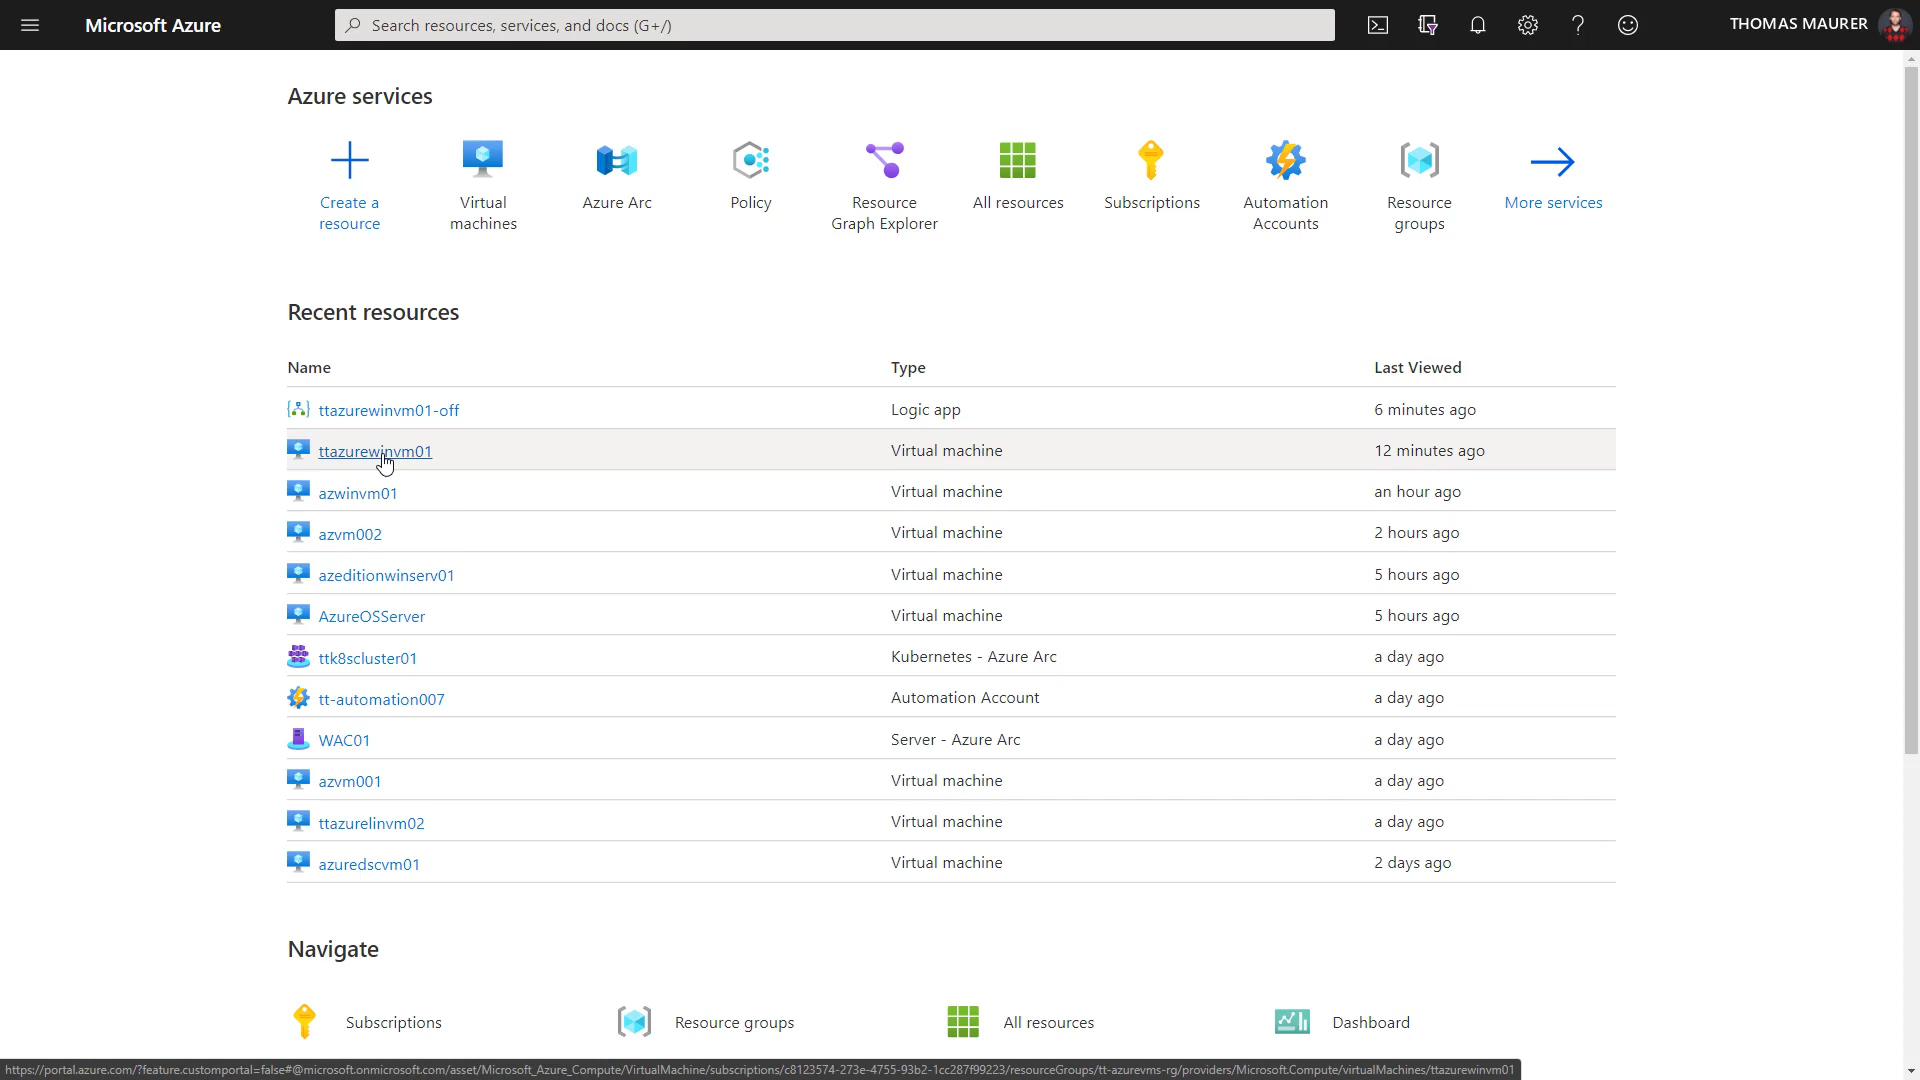 Microsoft Azure
Search resources, services, and docs (G+/)
THOMAS MAURER
Azure services
Create a
resource
Virtual
machines
Azure Arc
Policy
Resource
Graph Explorer
All resources
Subscriptions
Automation
Accounts
Resource
groups
More services
Recent resources
Name Type Last Viewed
ttazurewinvm01-off Logic app 6 minutes ago
ttazurewinvm01 Virtual machine 12 minutes ago
azwinvm01 Virtual machine an hour ago
azvm002 Virtual machine 2 hours ago
azeditionwinserv01 Virtual machine 5 hours ago
AzureOSServer Virtual machine 5 hours ago
ttk8scluster01 Kubernetes - Azure Arc a day ago
tt-automation007 Automation Account a day ago
WAC01 Server - Azure Arc a day ago
azvm001 Virtual machine a day ago
ttazurelinvm02 Virtual machine a day ago
azuredscvm01 Virtual machine 2 days ago
Navigate
Subscriptions Resource groups All resources Dashboard
https://portal.azure.com/?feature.customportal=false#@microsoft.onmicrosoft.com/asset/Microsoft_Azure_Compute/VirtualMachine/subscriptions/c8123574-273e-4755-93b2-1cc287f99223/resourceGroups/tt-azurevms-rg/providers/Microsoft.Compute/virtualMachines/ttazurewinvm01